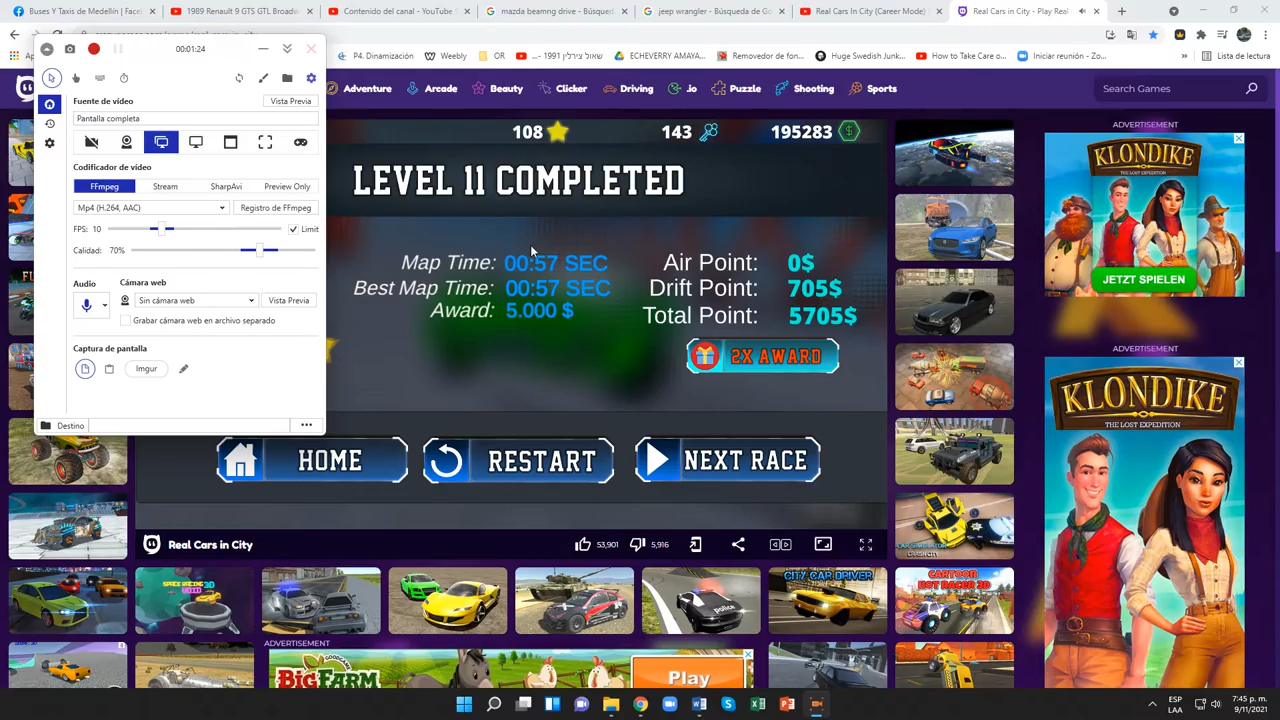 Buses Y Taxis de Medellín | Face
1989 Renault 9 GTS GTL Broadw
Contenido del canal - YouTube S
mazda beamng drive - Búsqued
jeep wrangler - Búsqueda de Go
Real Cars in City (Career Mode)
Real Cars in City - Play Real
P4. Dinamización
Weebly
OR
1991 - שאול צירלין...
ECHEVERRY AMAYA...
Removedor de fon...
Huge Swedish Junk...
How to Take Care o...
Iniciar reunión - Zo...
Lista de lectura
00:01:24
Fuente de vídeo
Vista Previa
Pantalla completa
Codificador de vídeo
FFmpeg
Stream
SharpAvi
Preview Only
Mp4 (H.264, AAC)
Registro de FFmpeg
FPS: 10
Limit
Calidad: 70%
Audio
Cámara web
Sin cámara web
Vista Previa
Grabar cámara web en archivo separado
Captura de pantalla
Imgur
Destino
Adventure
Arcade
Beauty
Clicker
Driving
.io
Puzzle
Shooting
Sports
Search Games
108
143
195283
LEVEL 11 COMPLETED
Map Time: 00:57 SEC
Best Map Time: 00:57 SEC
Award: 5.000 $
Air Point: 0$
Drift Point: 705$
Total Point: 5705$
2X AWARD
HOME
RESTART
NEXT RACE
Real Cars in City
53,901
5,916
ADVERTISEMENT
KLONDIKE
THE LOST EXPEDITION
JETZT SPIELEN
ADVERTISEMENT
KLONDIKE
THE LOST EXPEDITION
Police
CITY CAR DRIVER
CARTOON
HOT RACER 3D
ADVERTISEMENT
GOODGAME
BIGFARM
Play
ESP
LAA
7:45 p. m.
9/11/2021